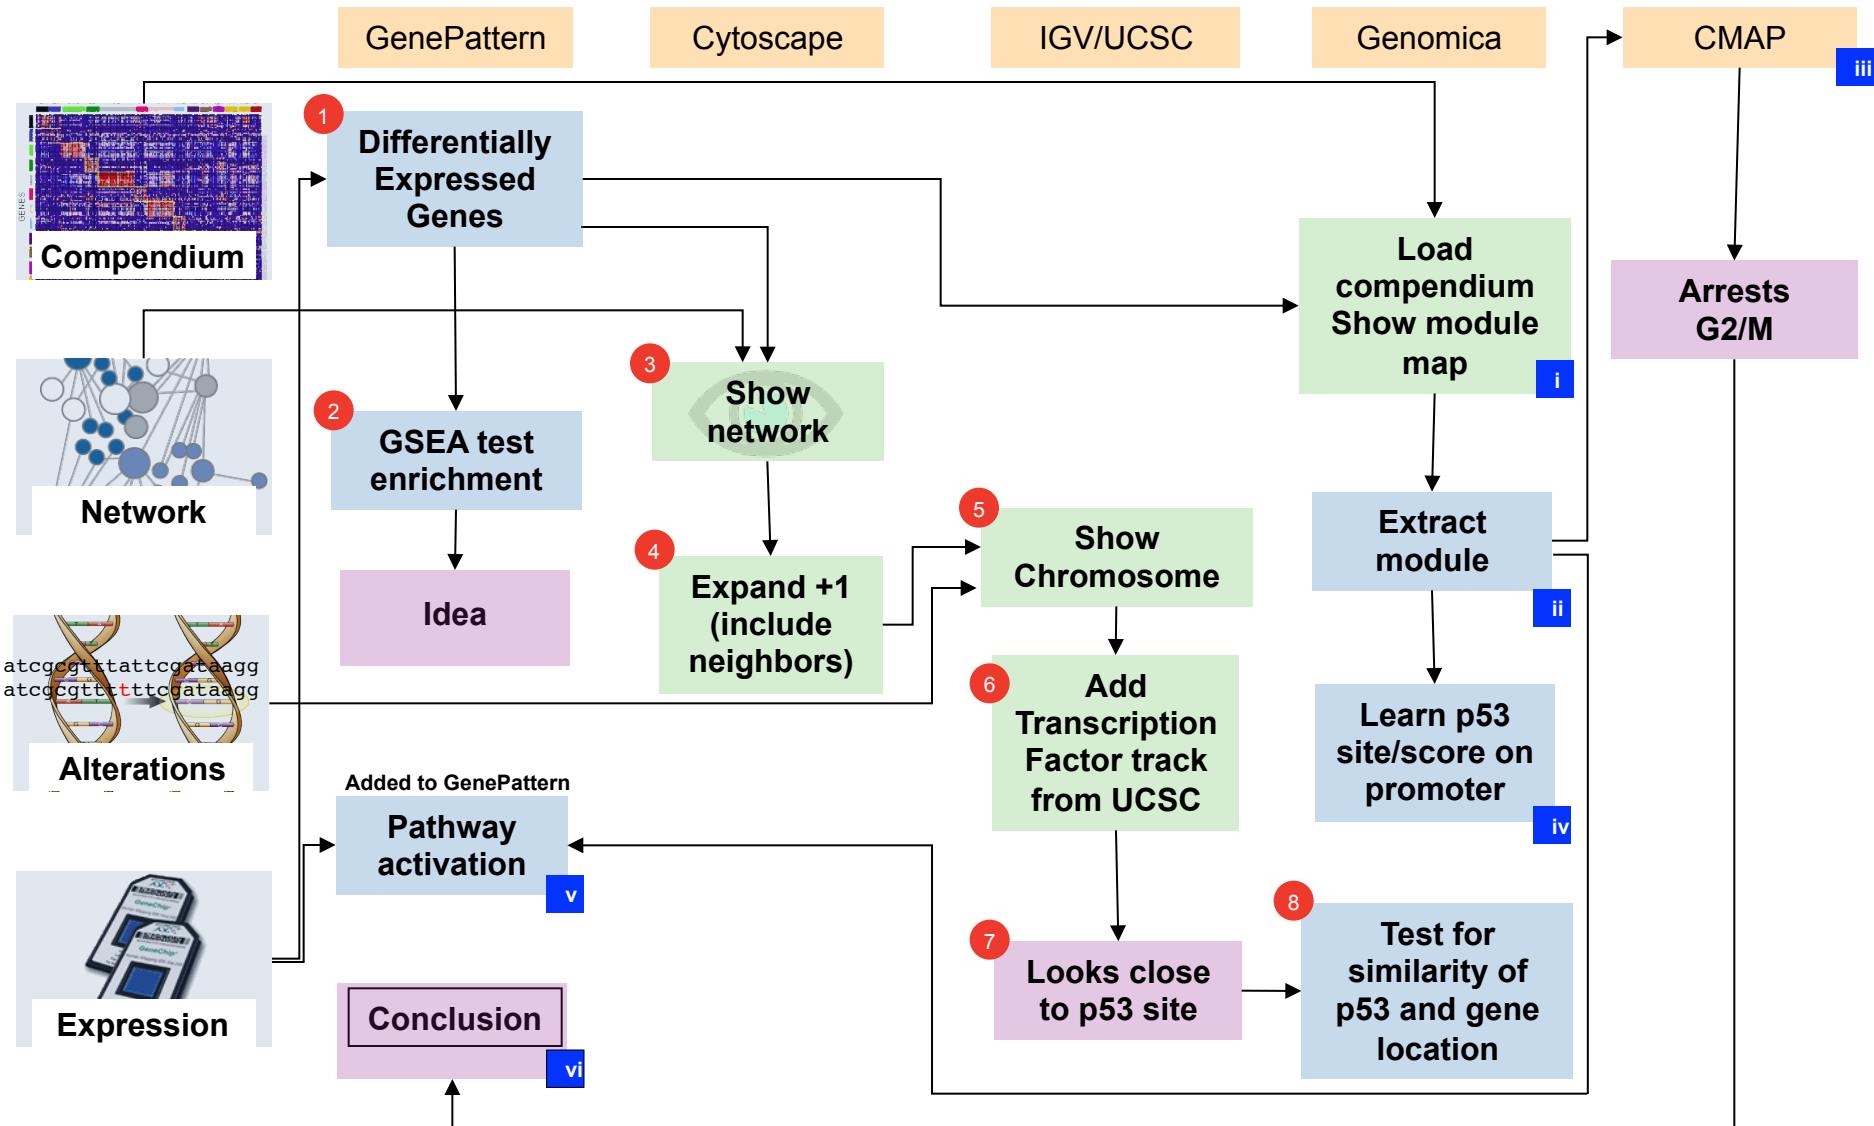 GenePattern
Cytoscape
IGV/UCSC
Genomica
CMAP
iii
GENES
Compendium
1
Differentially
Expressed
Genes
Load
compendium
Show module
map
i
Arrests
G2/M
Network
2
GSEA test
enrichment
3
Show
network
Idea
4
Expand +1
(include
neighbors)
5
Show
Chromosome
Extract
module
ii
atcgcgtttattcgataagg
atcgcgttttttcgataagg
Alterations
6
Add
Transcription
Factor track
from UCSC
Learn p53
site/score on
promoter
iv
Added to GenePattern
Pathway
activation
v
GeneChip
GeneChip
Expression
7
Looks close
to p53 site
8
Test for
similarity of
p53 and gene
location
Conclusion
vi